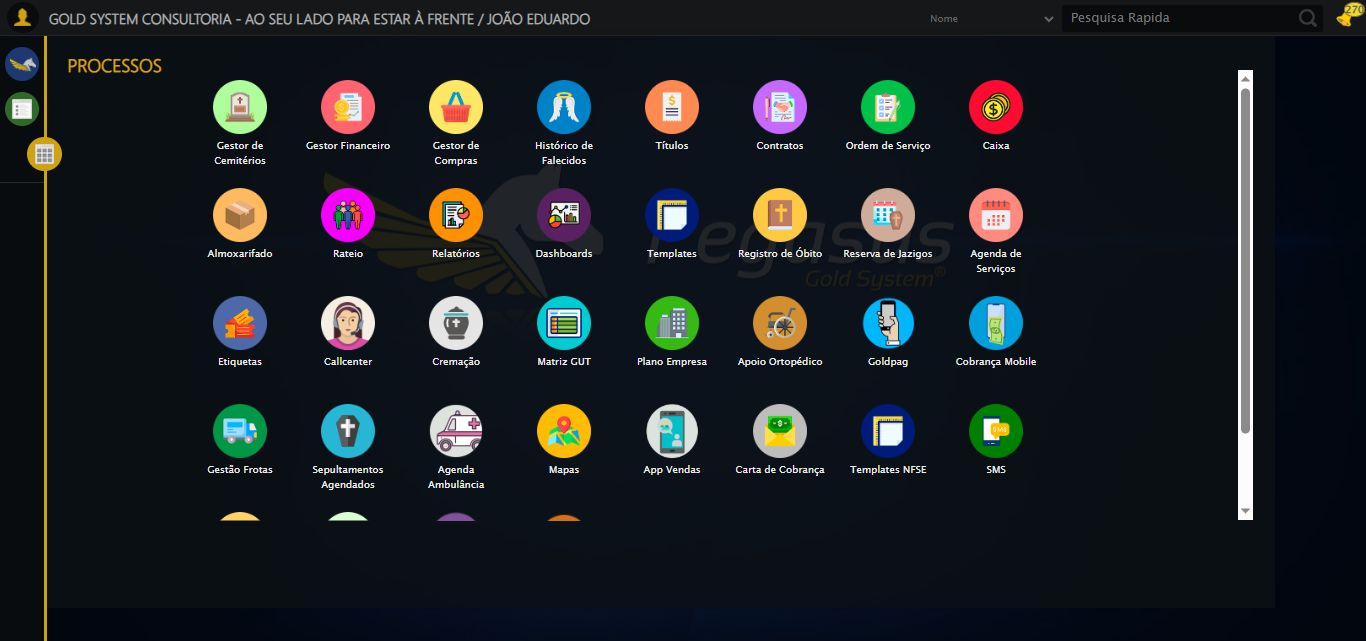 GOLD SYSTEM CONSULTORIA - AO SEU LADO PARA ESTAR À FRENTE / JOÃO EDUARDO
Nome
Pesquisa Rapida
270
PROCESSOS
Gestor de
Cemitérios
Gestor Financeiro
Gestor de
Compras
Histórico de
Falecidos
Títulos
Contratos
Ordem de Serviço
Caixa
Almoxarifado
Rateio
Relatórios
Dashboards
Templates
Registro de Óbito
Reserva de Jazigos
Agenda de
Serviços
Pegasus
Gold System®
Etiquetas
Callcenter
Cremação
Matriz GUT
Plano Empresa
Apoio Ortopédico
Goldpag
Cobrança Mobile
Gestão Frotas
Sepultamentos
Agendados
Agenda
Ambulância
Mapas
App Vendas
Carta de Cobrança
Templates NFSE
SMS
SMS